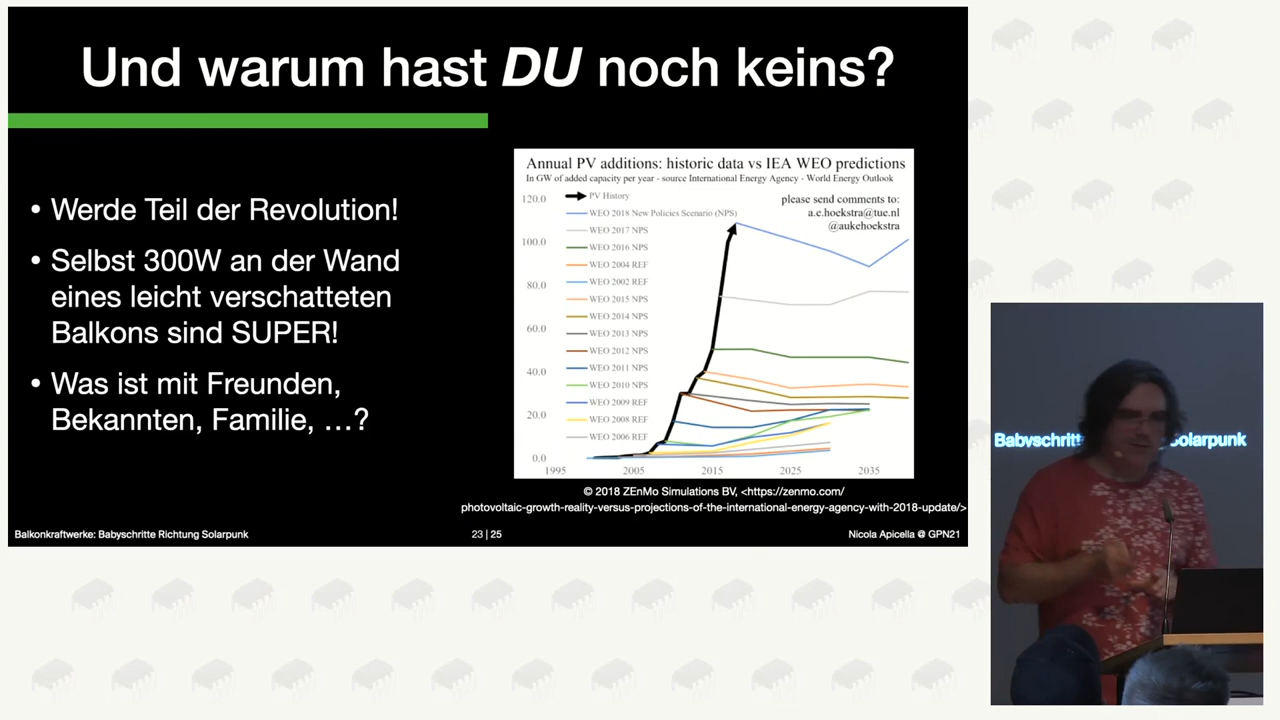 Und warum hast DU noch keins?
• Werde Teil der Revolution!
• Selbst 300W an der Wand
eines leicht verschatteten
Balkons sind SUPER!
• Was ist mit Freunden,
Bekannten, Familie, …?
Annual PV additions: historic data vs IEA WEO predictions
In GW of added capacity per year - source International Energy Agency - World Energy Outlook
please send comments to:
a.e.hoekstra@tue.nl
@aukehoekstra
PV History
WEO 2018 New Policies Scenario (NPS)
WEO 2017 NPS
WEO 2016 NPS
WEO 2004 REF
WEO 2002 REF
WEO 2015 NPS
WEO 2014 NPS
WEO 2013 NPS
WEO 2012 NPS
WEO 2011 NPS
WEO 2010 NPS
WEO 2009 REF
WEO 2008 REF
WEO 2006 REF
120.0
100.0
80.0
60.0
40.0
20.0
0.0
1995 2005 2015 2025 2035
© 2018 ZEnMo Simulations BV, <https://zenmo.com/
photovoltaic-growth-reality-versus-projections-of-the-international-energy-agency-with-2018-update/>
Balkonkraftwerke: Babyschritte Richtung Solarpunk 23 | 25 Nicola Apicella @ GPN21
Babyschritt Solarpunk